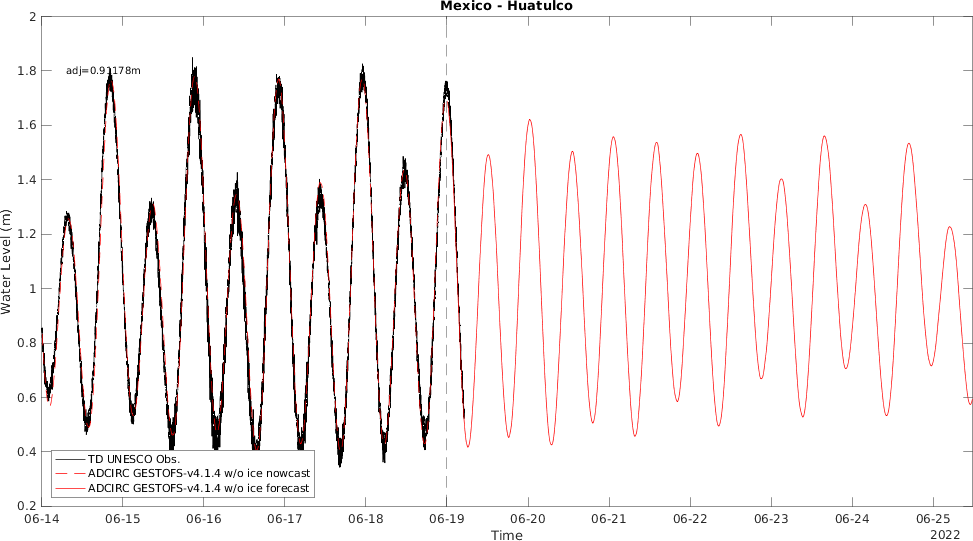 Mexico - Huatulco
2
1.8
1.6
1.4
1.2
1
0.8
0.6
0.4
0.2
Water Level (m)
adj=0.91178m
TD UNESCO Obs.
ADCIRC GESTOFS-v4.1.4 w/o ice nowcast
ADCIRC GESTOFS-v4.1.4 w/o ice forecast
06-14 06-15 06-16 06-17 06-18 06-19 06-20 06-21 06-22 06-23 06-24 06-25
Time
2022